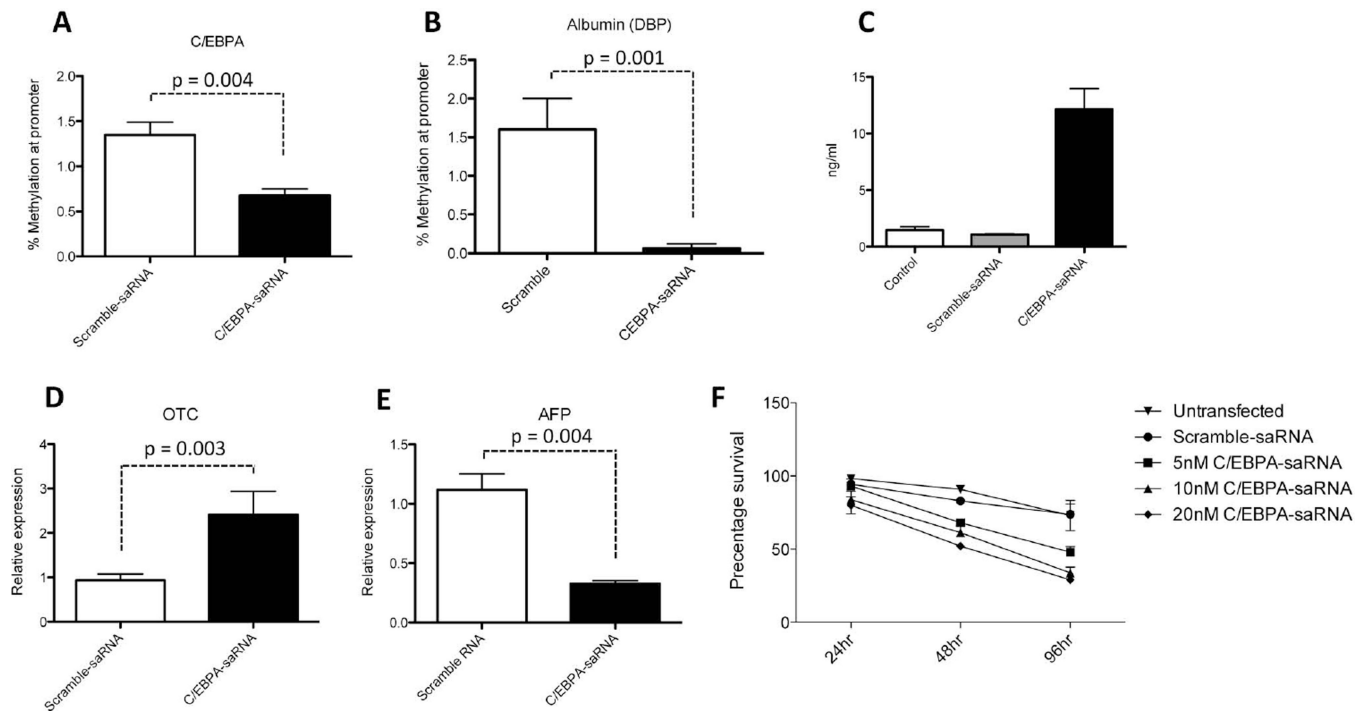 A
C/EBPA
% Methylation at promoter
2.0
1.5
1.0
0.5
0.0
p = 0.004
Scramble-saRNA
C/EBPA-saRNA
B
Albumin (DBP)
% Methylation at promoter
2.5
2.0
1.5
1.0
0.5
0.0
p = 0.001
Scramble
CEBPA-saRNA
C
ng/ml
15
10
5
0
Control
Scramble-saRNA
C/EBPA-saRNA
D
OTC
Relative expression
4
3
2
1
0
p = 0.003
Scramble-saRNA
C/EBPA-saRNA
E
AFP
Relative expression
1.5
1.0
0.5
0.0
p = 0.004
Scramble RNA
C/EBPA-saRNA
F
Precentage survival
150
100
50
0
24hr
48hr
96hr
Untransfected
Scramble-saRNA
5nM C/EBPA-saRNA
10nM C/EBPA-saRNA
20nM C/EBPA-saRNA